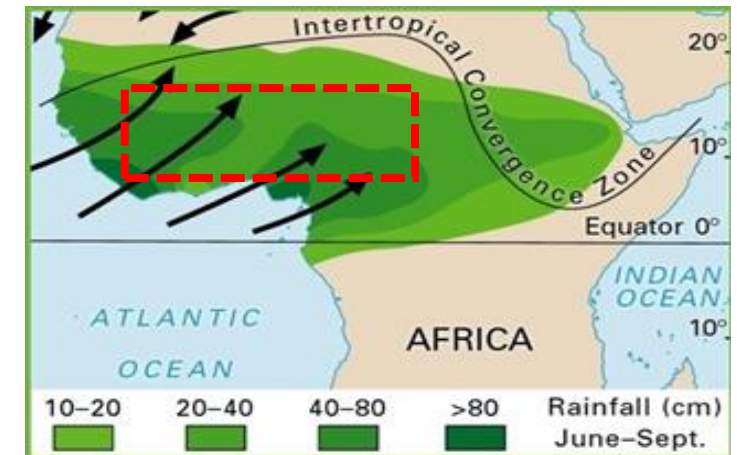 Intertropical Convergence Zone
20°
10°
Equator 0°
INDIAN
OCEAN
10°
ATLANTIC
OCEAN
AFRICA
10–20 20–40 40–80 >80 Rainfall (cm)
June–Sept.